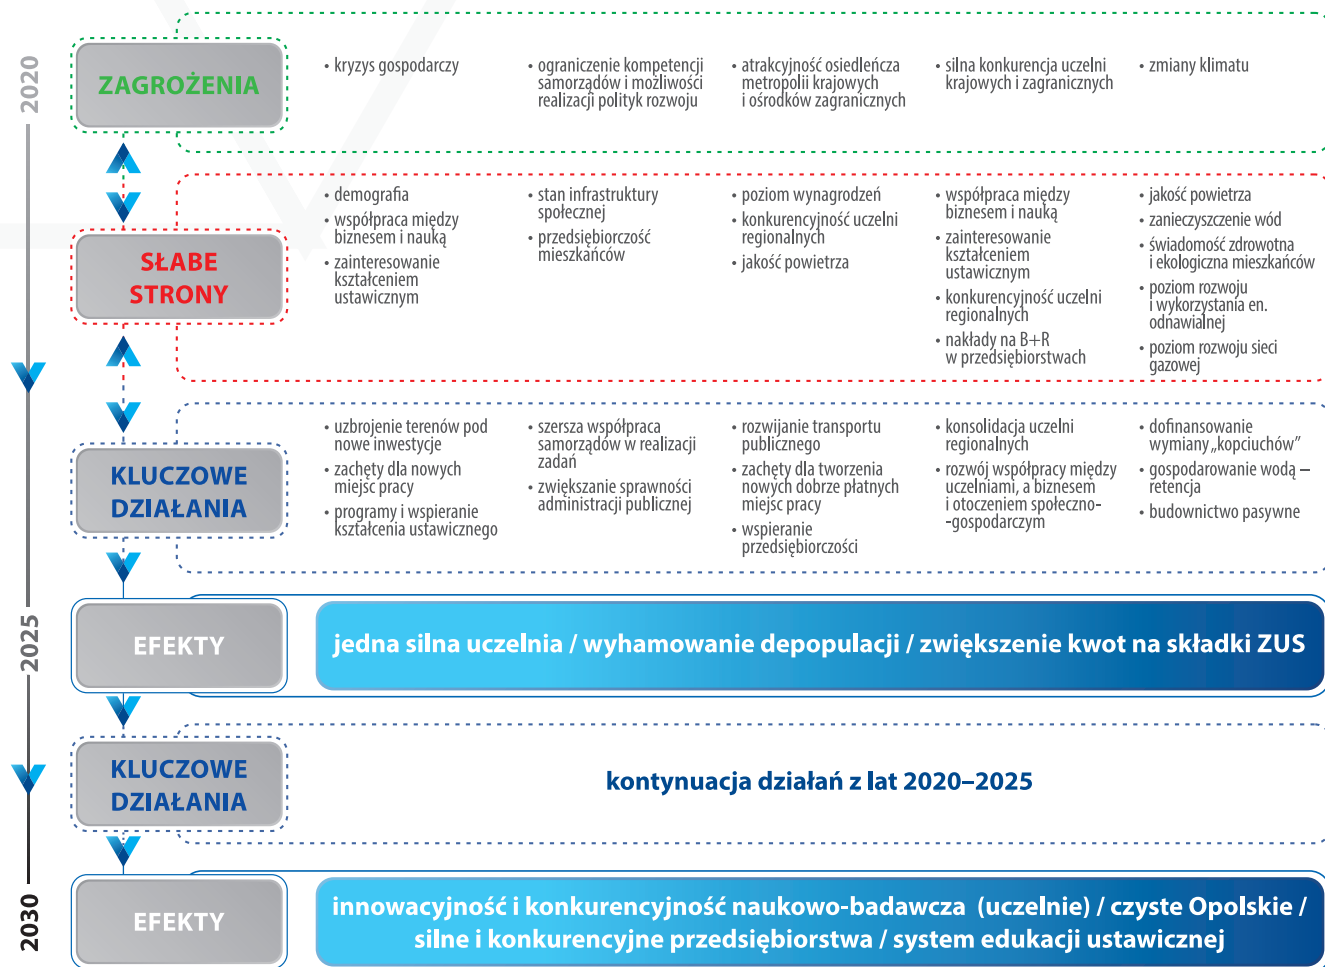 2020
ZAGROŻENIA
• kryzys gospodarczy
• ograniczenie kompetencji
samorządów i możliwości
realizacji polityk rozwoju
• atrakcyjność osiedleńcza
metropolii krajowych
i ośrodków zagranicznych
• silna konkurencja uczelni
krajowych i zagranicznych
• zmiany klimatu
SŁABE
STRONY
• demografia
• współpraca między
biznesem i nauką
• zainteresowanie
kształceniem
ustawicznym
• stan infrastruktury
społecznej
• przedsiębiorczość
mieszkańców
• poziom wynagrodzeń
• konkurencyjność uczelni
regionalnych
• jakość powietrza
• współpraca między
biznesem i nauką
• zainteresowanie
kształceniem
ustawicznym
• konkurencyjność uczelni
regionalnych
• nakłady na B+R
w przedsiębiorstwach
• jakość powietrza
• zanieczyszczenie wód
• świadomość zdrowotna
i ekologiczna mieszkańców
• poziom rozwoju
i wykorzystania en.
odnawialnej
• poziom rozwoju sieci
gazowej
KLUCZOWE
DZIAŁANIA
• uzbrojenie terenów pod
nowe inwestycje
• zachęty dla nowych
miejsc pracy
• programy i wspieranie
kształcenia ustawicznego
• szersza współpraca
samorządów w realizacji
zadań
• zwiększanie sprawności
administracji publicznej
• rozwijanie transportu
publicznego
• zachęty dla tworzenia
nowych dobrze płatnych
miejsc pracy
• wspieranie
przedsiębiorczości
• konsolidacja uczelni
regionalnych
• rozwój współpracy między
uczelniami, a biznesem
i otoczeniem społeczno-
-gospodarczym
• dofinansowanie
wymiany „kopciuchów”
• gospodarowanie wodą –
retencja
• budownictwo pasywne
2025
EFEKTY
jedna silna uczelnia / wyhamowanie depopulacji / zwiększenie kwot na składki ZUS
KLUCZOWE
DZIAŁANIA
kontynuacja działań z lat 2020–2025
2030
EFEKTY
innowacyjność i konkurencyjność naukowo-badawcza (uczelnie) / czyste Opolskie /
silne i konkurencyjne przedsiębiorstwa / system edukacji ustawicznej